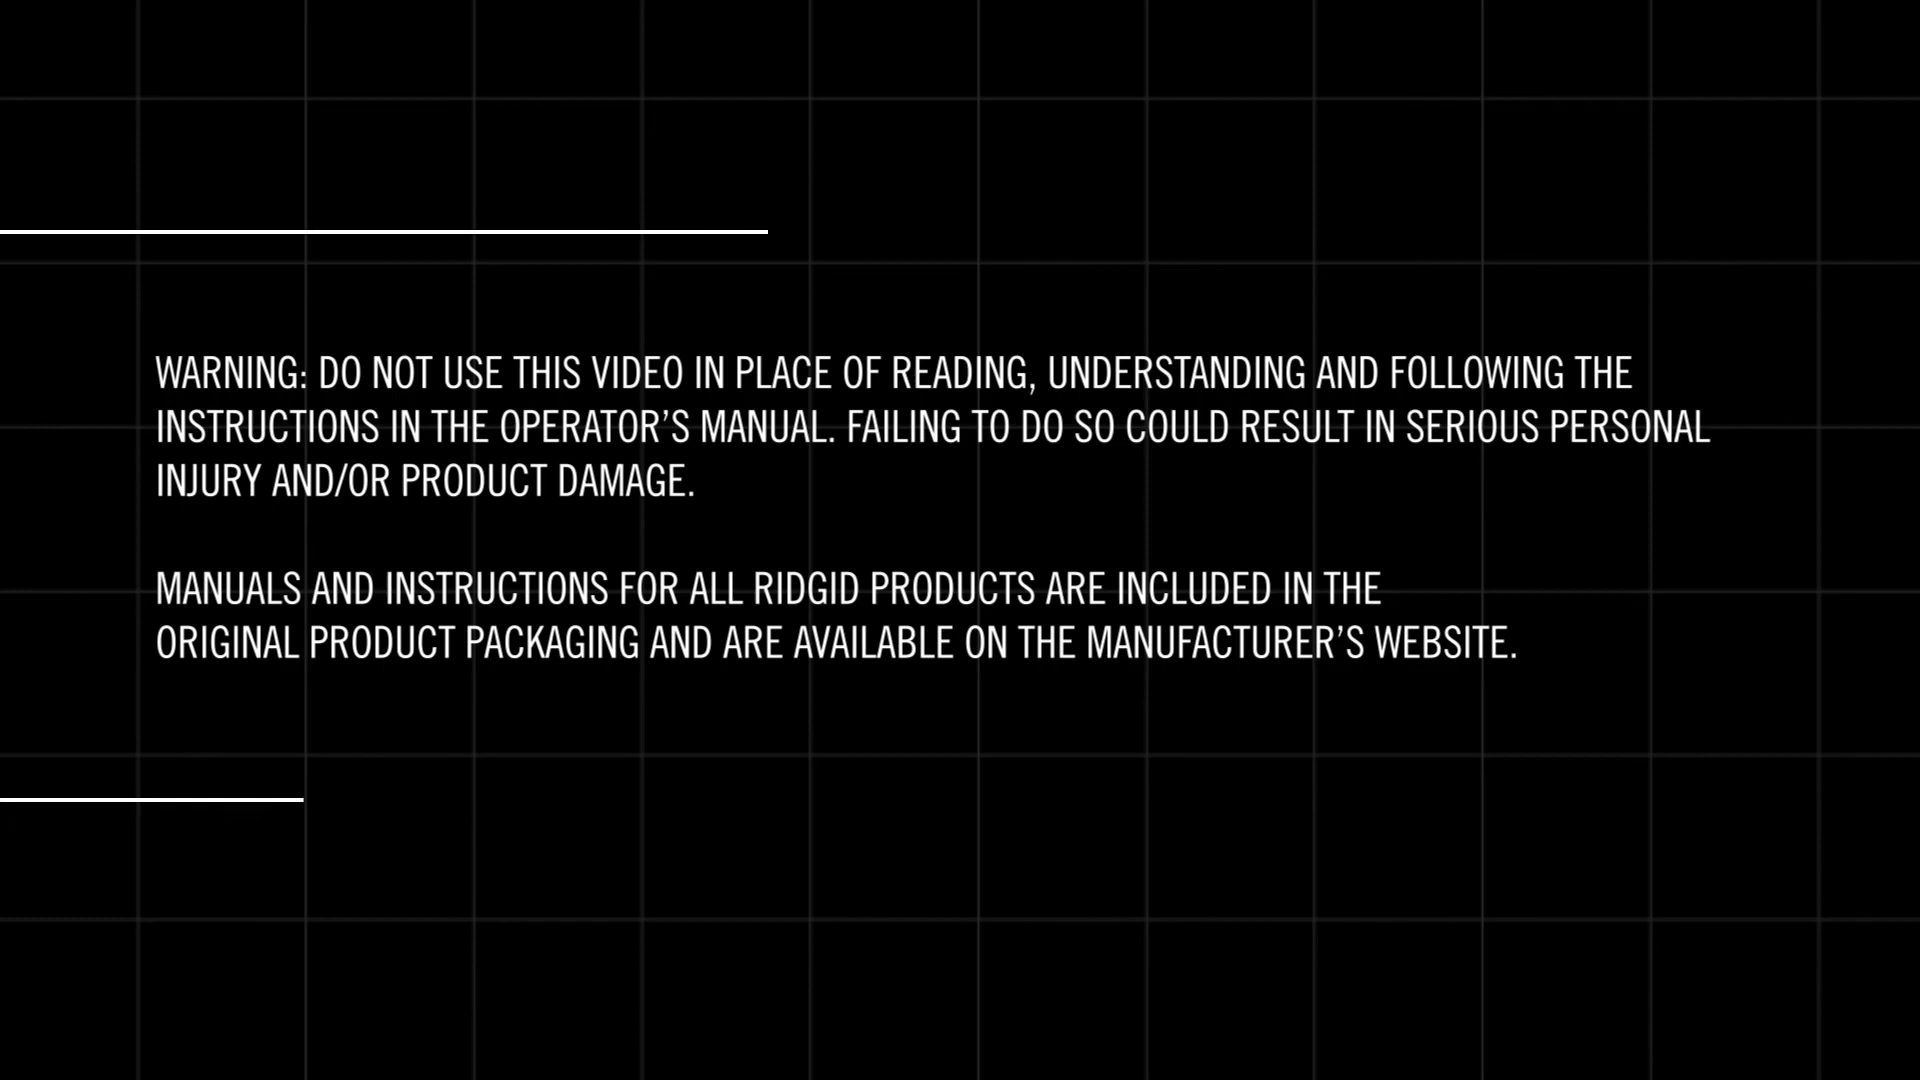 WARNING: DO NOT USE THIS VIDEO IN PLACE OF READING, UNDERSTANDING AND FOLLOWING THE
INSTRUCTIONS IN THE OPERATOR’S MANUAL. FAILING TO DO SO COULD RESULT IN SERIOUS PERSONAL
INJURY AND/OR PRODUCT DAMAGE.
MANUALS AND INSTRUCTIONS FOR ALL RIDGID PRODUCTS ARE INCLUDED IN THE
ORIGINAL PRODUCT PACKAGING AND ARE AVAILABLE ON THE MANUFACTURER’S WEBSITE.